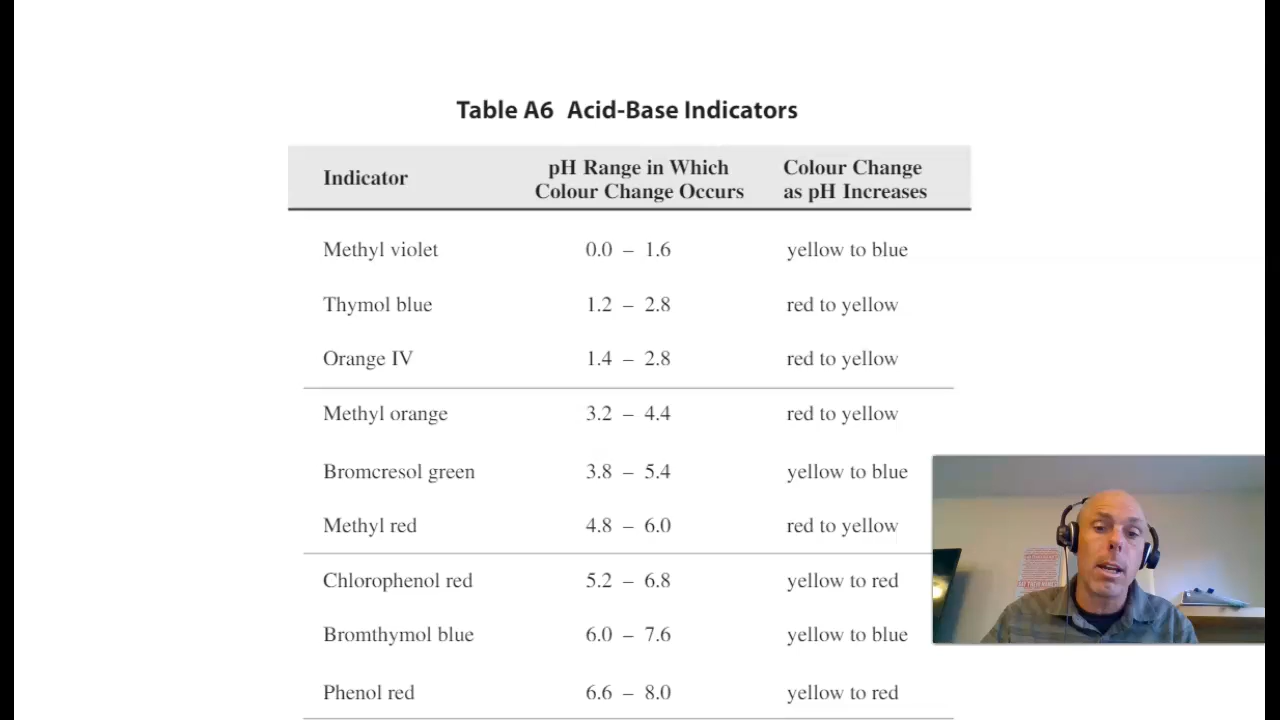 Table A6 Acid-Base Indicators
Indicator
pH Range in Which
Colour Change Occurs
Colour Change
as pH Increases
Methyl violet 0.0 – 1.6 yellow to blue
Thymol blue 1.2 – 2.8 red to yellow
Orange IV 1.4 – 2.8 red to yellow
Methyl orange 3.2 – 4.4 red to yellow
Bromcresol green 3.8 – 5.4 yellow to blue
Methyl red 4.8 – 6.0 red to yellow
Chlorophenol red 5.2 – 6.8 yellow to red
Bromthymol blue 6.0 – 7.6 yellow to blue
Phenol red 6.6 – 8.0 yellow to red